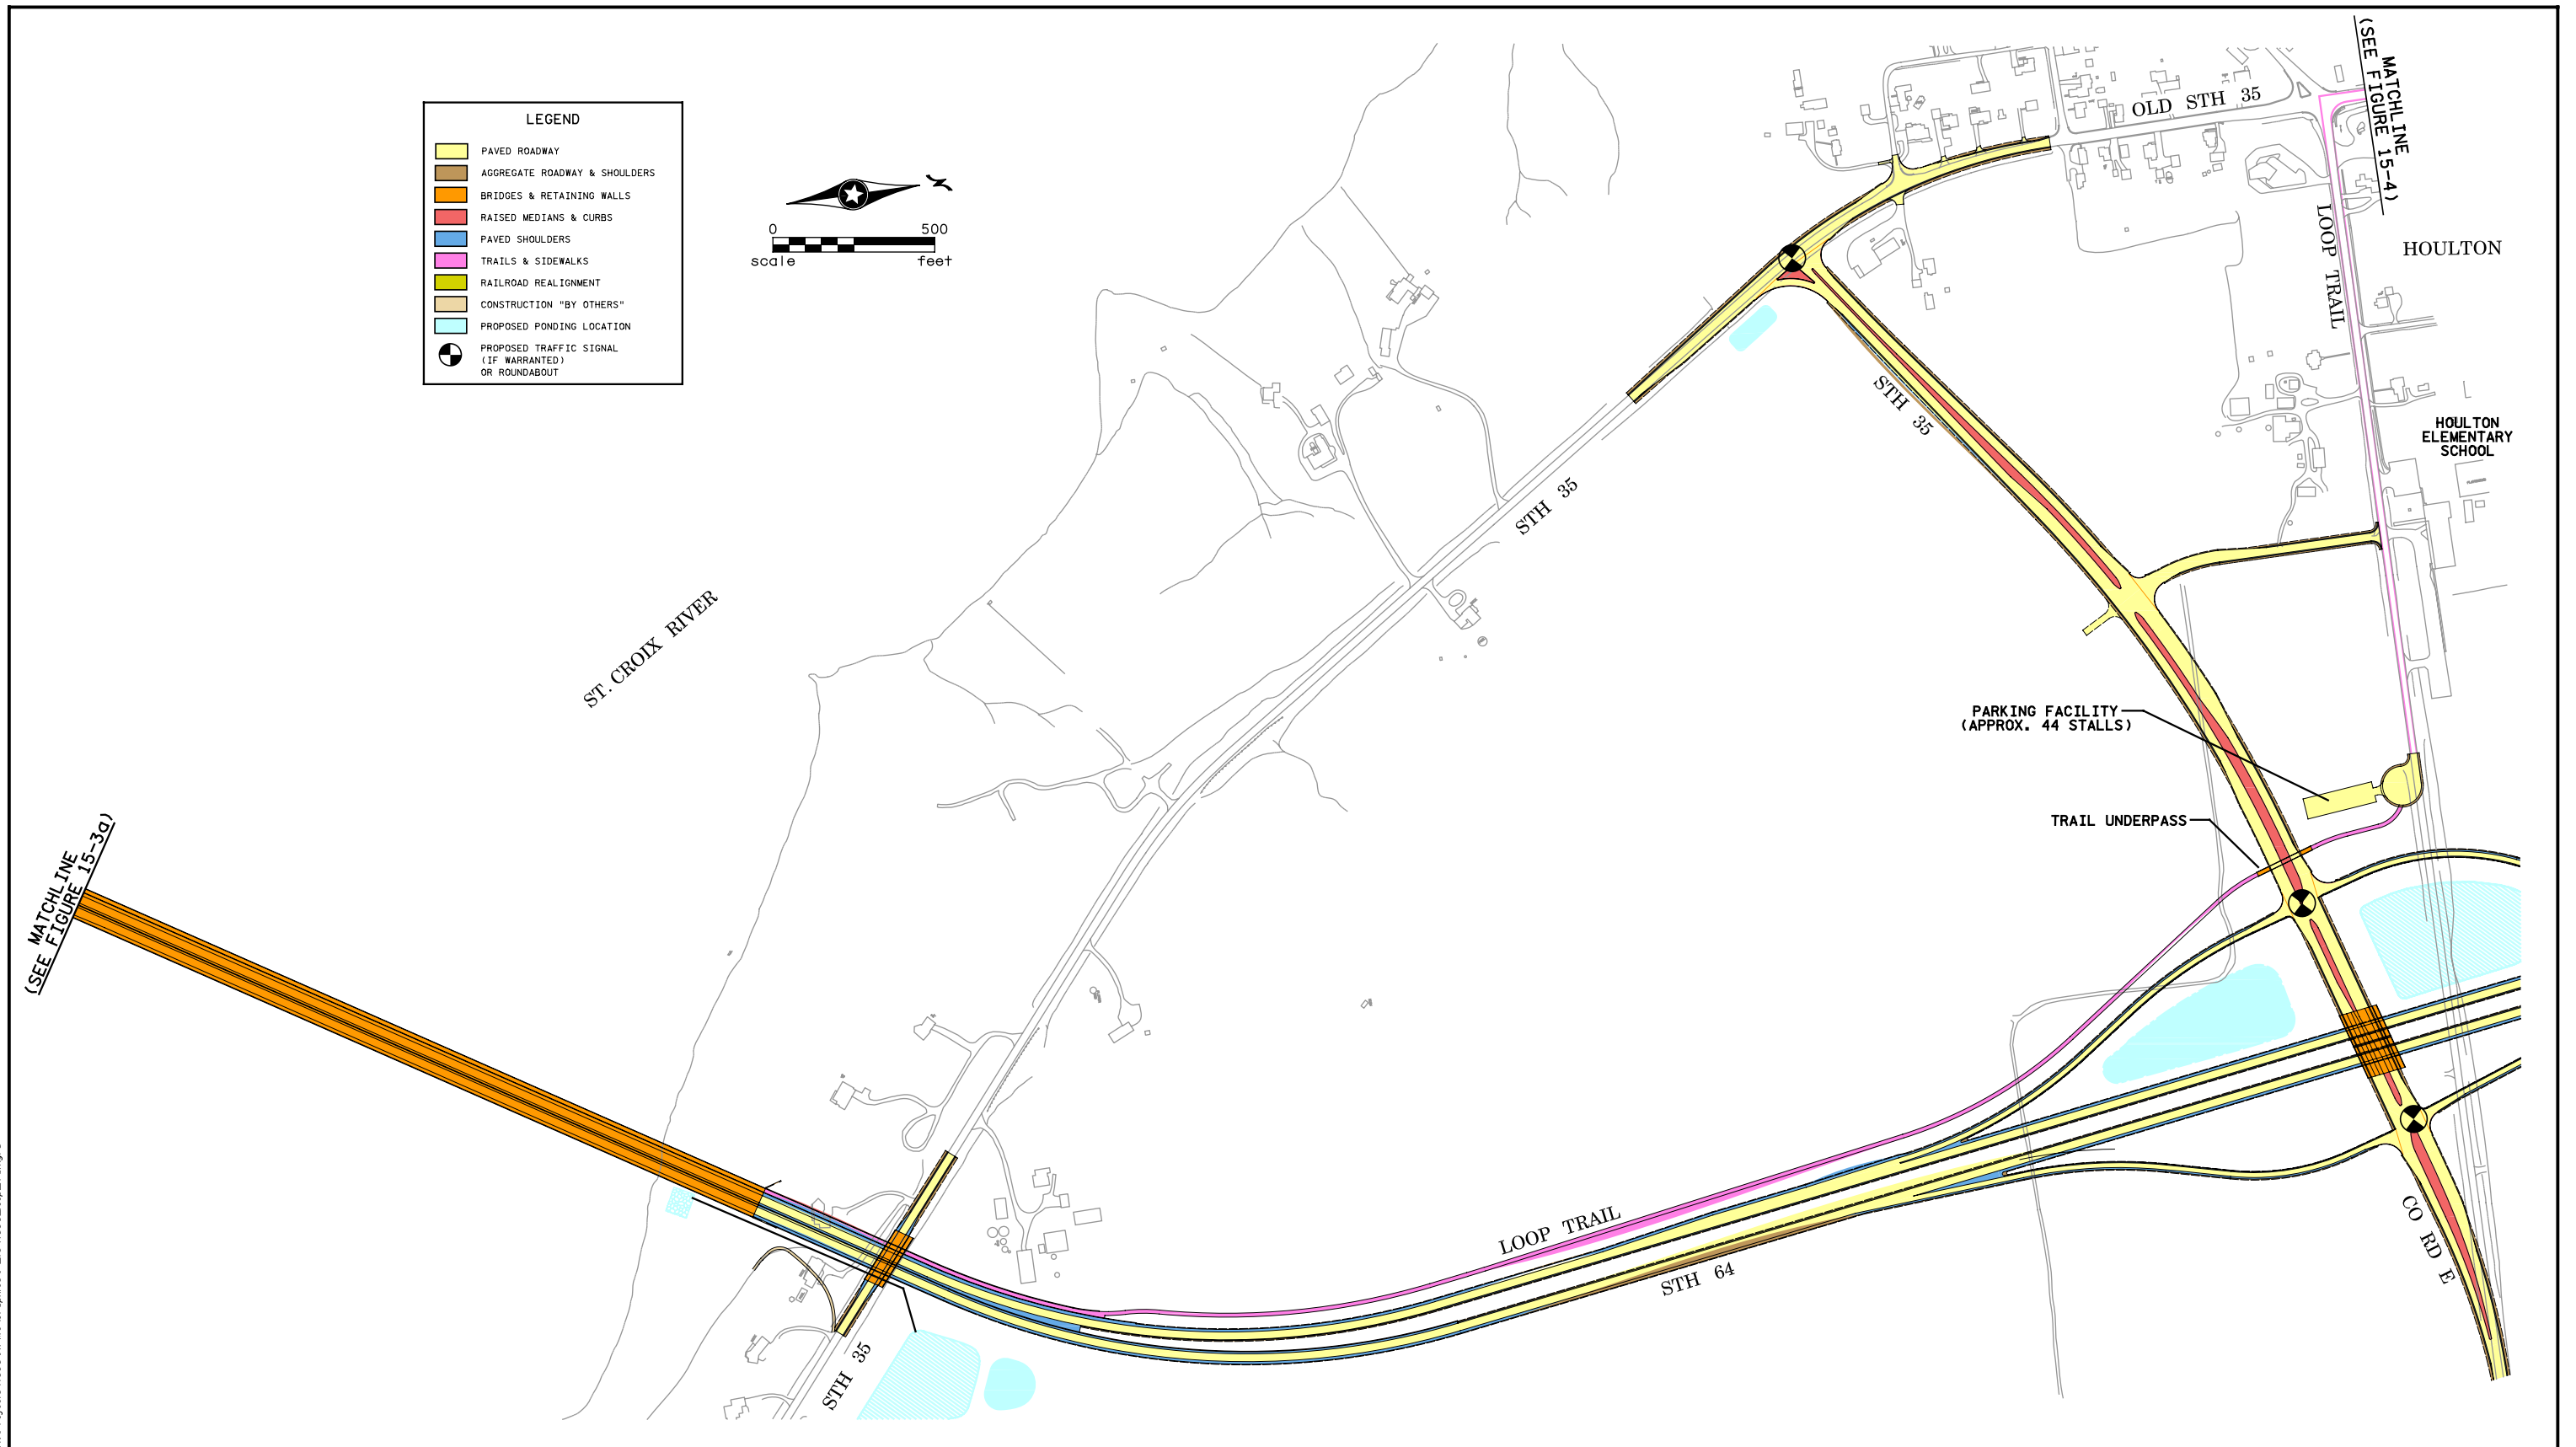 LEGEND
PAVED ROADWAY
AGGREGATE ROADWAY & SHOULDERS
BRIDGES & RETAINING WALLS
RAISED MEDIANS & CURBS
PAVED SHOULDERS
TRAILS & SIDEWALKS
RAILROAD REALIGNMENT
CONSTRUCTION "BY OTHERS"
PROPOSED PONDING LOCATION
PROPOSED TRAFFIC SIGNAL
(IF WARRANTED)
OR ROUNDABOUT
0 500
scale feet
MATCHLINE
(SEE FIGURE 15-4)
OLD STH 35
LOOP TRAIL
HOULTON
STH 35
HOULTON
ELEMENTARY
SCHOOL
STH 35
ST. CROIX RIVER
PARKING FACILITY
(APPROX. 44 STALLS)
TRAIL UNDERPASS
MATCHLINE
(SEE FIGURE 15-3a)
LOOP TRAIL
STH 64
CO RD E
STH 35